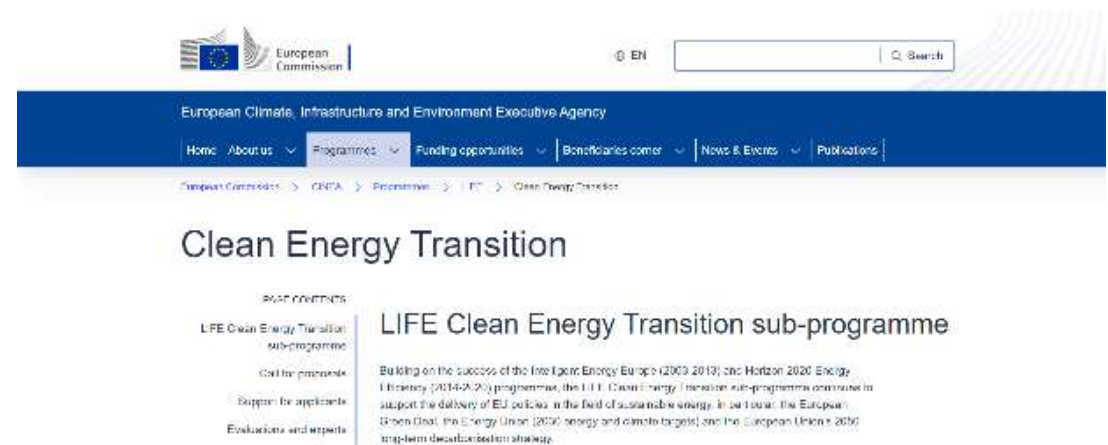 European
Commission
EN
Search
European Climate, Infrastructure and Environment Executive Agency
Home About us Programmes Funding opportunities Beneficiaries corner News & Events Publications
European Commission > CINEA > Programmes > LIFE > Clean Energy Transition
Clean Energy Transition
PAGE CONTENTS
LIFE Clean Energy Transition
sub-programme
Call for proposals
Support for applicants
Evaluations and experts
LIFE Clean Energy Transition sub-programme
Building on the success of the Intelligent Energy Europe (2003-2013) and Horizon 2020 Energy
Efficiency (2014-2020) programmes, the LIFE Clean Energy Transition sub-programme continues to
support the delivery of EU policies in the field of sustainable energy, in particular, the European
Green Deal, the Energy Union (2030 energy and climate targets) and the European Union's 2050
long-term decarbonisation strategy.